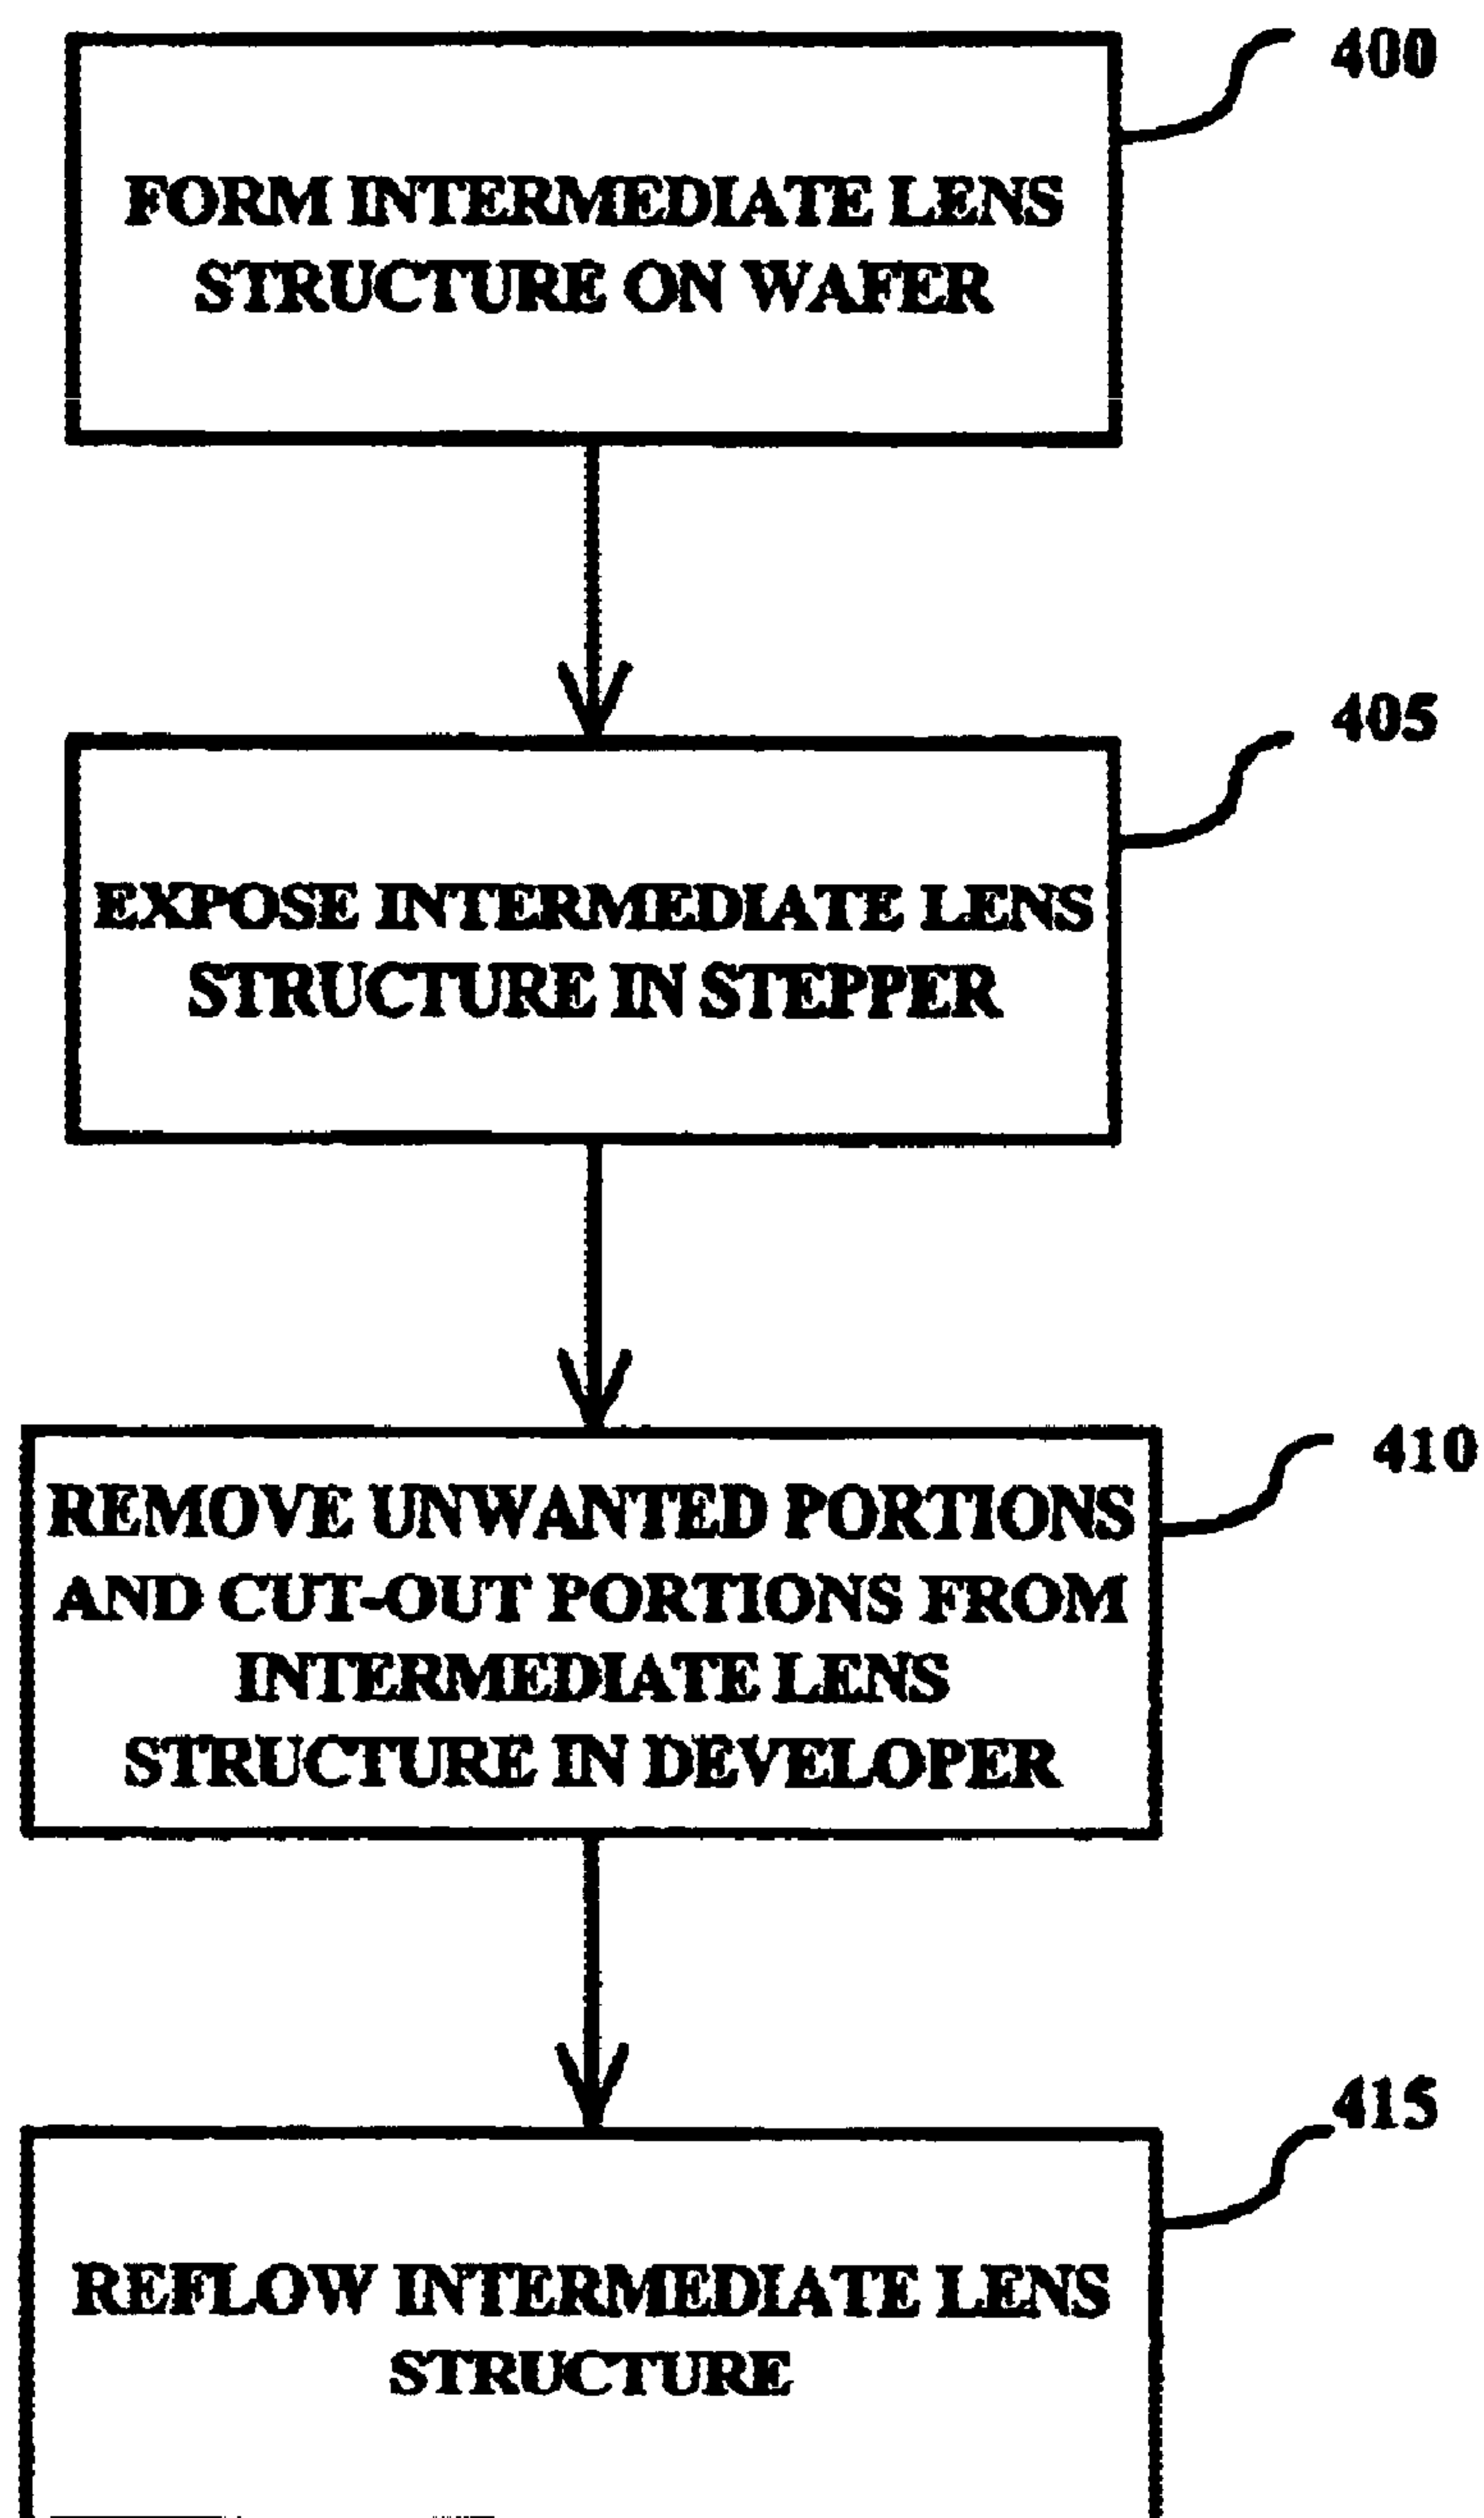 400
FORM INTERMEDIATE LENS
STRUCTURE ON WAFER
405
EXPOSE INTERMEDIATE LENS
STRUCTURE IN STEPPER
410
REMOVE UNWANTED PORTIONS
AND CUT-OUT PORTIONS FROM
INTERMEDIATE LENS
STRUCTURE IN DEVELOPER
415
REFLOW INTERMEDIATE LENS
STRUCTURE